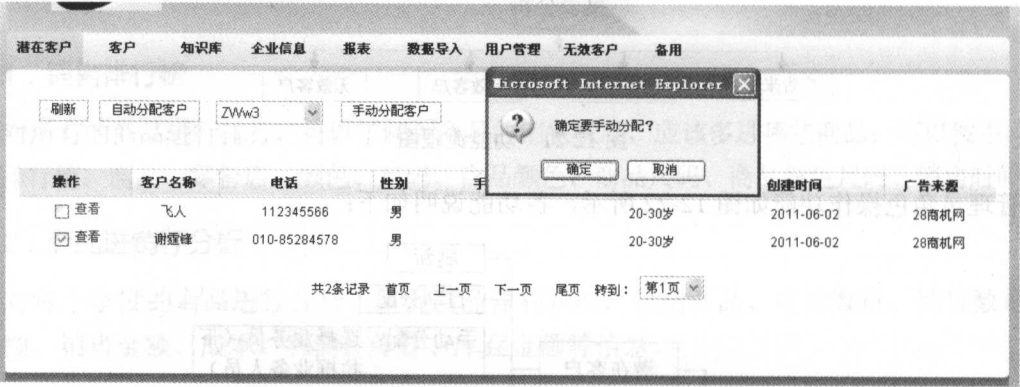 潜在客户 客户 知识库 企业信息 报表 数据导入 用户管理 无效客户 备用
Microsoft Internet Explorer
刷新 自动分配客户 ZWw3 手动分配客户
确定要手动分配?
确定 取消
操作 客户名称 电话 性别 手 创建时间 广告来源
查看 飞人 112345566 男 20-30岁 2011-06-02 28商机网
查看 谢霆锋 010-85284578 男 20-30岁 2011-06-02 28商机网
共2条记录 首页 上一页 下一页 尾页 转到: 第1页